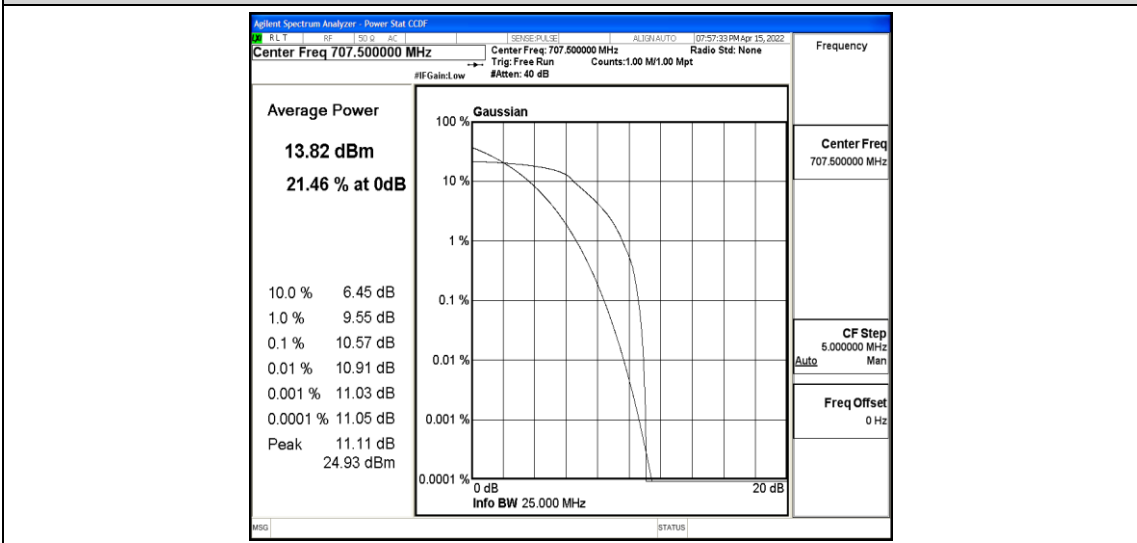 Agilent Spectrum Analyzer - Power Stat CCDF
LXI RL T RF 50 Ω AC SENSE:PULSE ALIGNAUTO 07:57:33 PM Apr 15, 2022
Center Freq 707.500000 MHz
Center Freq: 707.500000 MHz Radio Std: None
Trig: Free Run Counts:1.00 M/1.00 Mpt
#IFGain:Low #Atten: 40 dB
Frequency
Average Power
13.82 dBm
21.46 % at 0dB
10.0 % 6.45 dB
1.0 % 9.55 dB
0.1 % 10.57 dB
0.01 % 10.91 dB
0.001 % 11.03 dB
0.0001 % 11.05 dB
Peak 11.11 dB
24.93 dBm
Gaussian
100 %
10 %
1 %
0.1 %
0.01 %
0.001 %
0.0001 %
0 dB 20 dB
Info BW 25.000 MHz
Center Freq
707.500000 MHz
CF Step
5.000000 MHz
Auto Man
Freq Offset
0 Hz
MSG STATUS